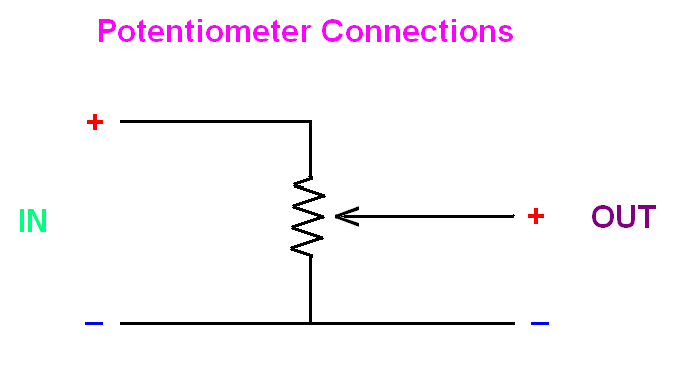 Potentiometer Connections
+
IN
+
OUT
–
–